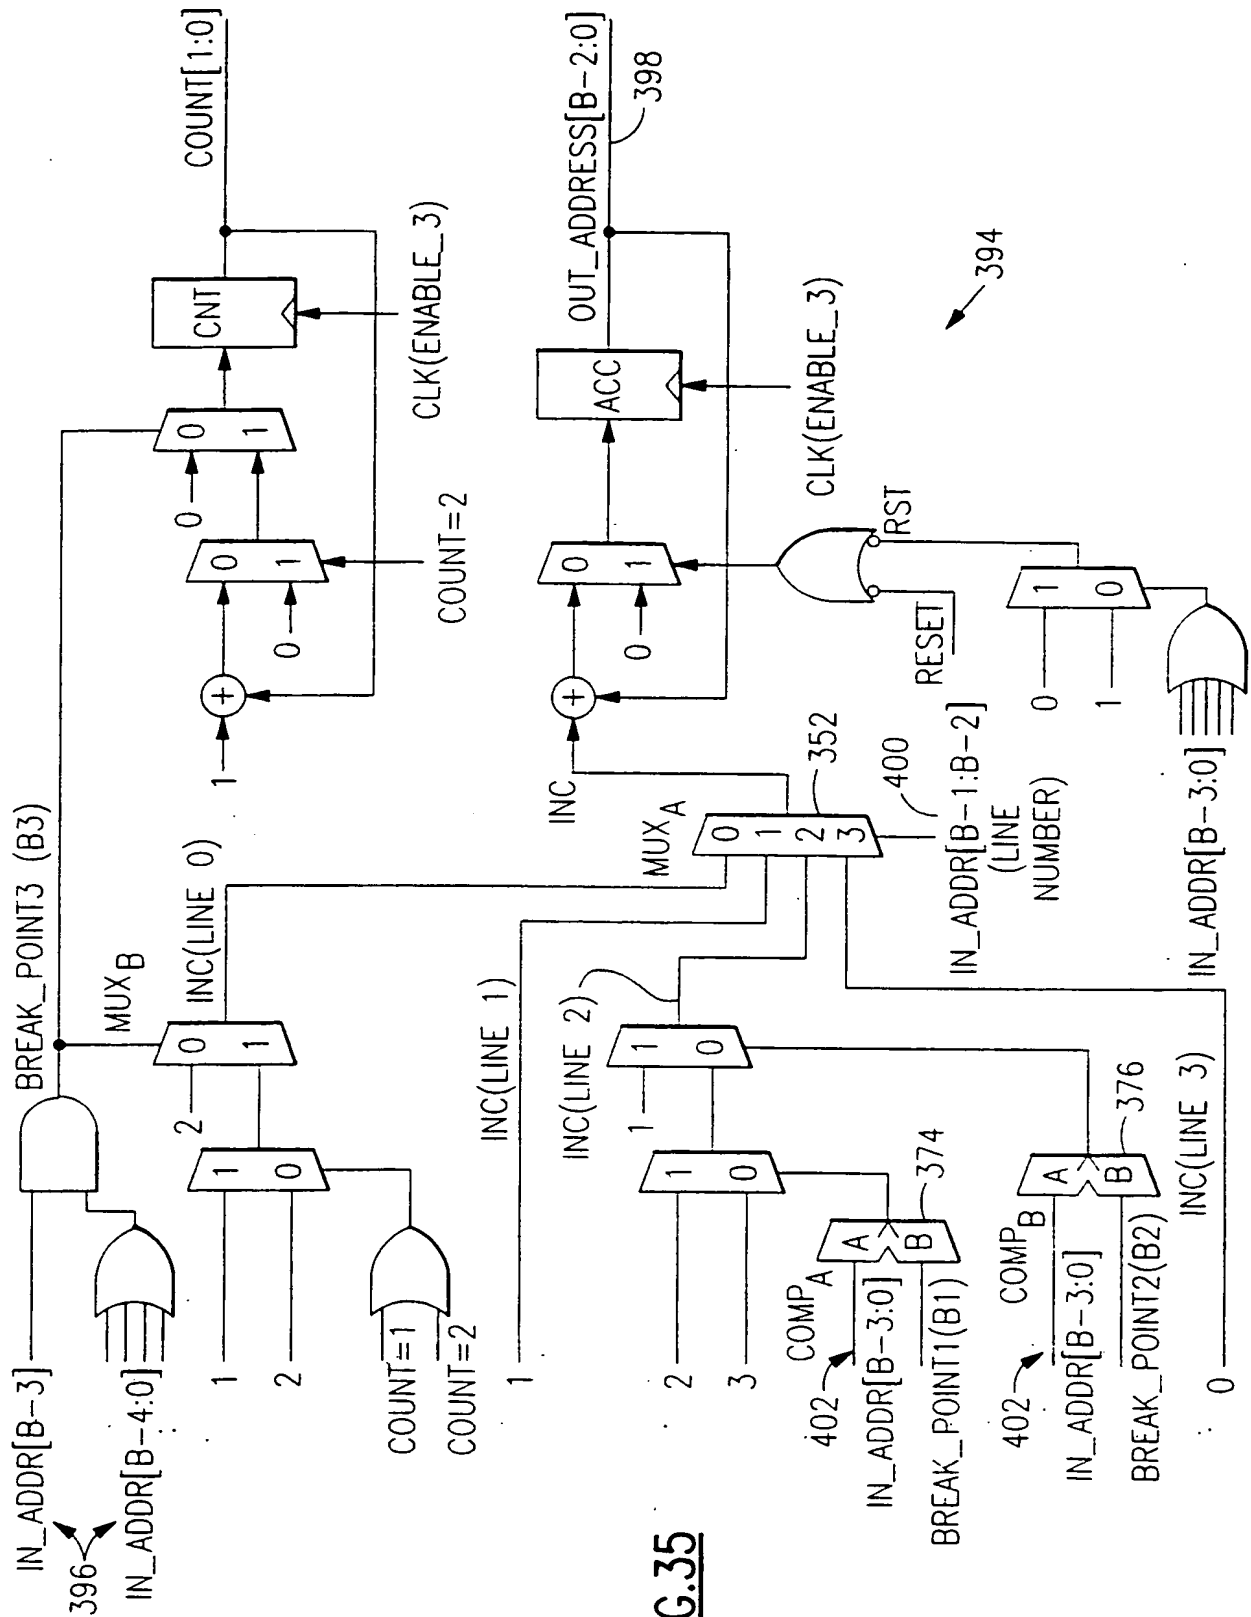 IN_ADDR[B-3]
396
IN_ADDR[B-4:0]
BREAK_POINT3 (B3)
MUX_B
2
0
1
INC(LINE 0)
1
2
1
0
COUNT=1
COUNT=2
1
INC(LINE 1)
INC(LINE 2)
1
1
0
2
3
1
0
COMP_A
402
IN_ADDR[B-3:0]
BREAK_POINT1(B1)
A
B
374
COMP_B
402
IN_ADDR[B-3:0]
BREAK_POINT2(B2)
A
B
376
0
INC(LINE 3)
MUX_A
0
1
2
3
352
400
IN_ADDR[B-1:B-2]
(LINE
NUMBER)
INC
+
0
0
1
ACC
CLK(ENABLE_3)
OUT_ADDRESS[B-2:0]
398
1
+
0
0
1
COUNT=2
0
0
1
CNT
CLK(ENABLE_3)
COUNT[1:0]
RESET
RST
0
1
1
0
IN_ADDR[B-3:0]
394
G.35